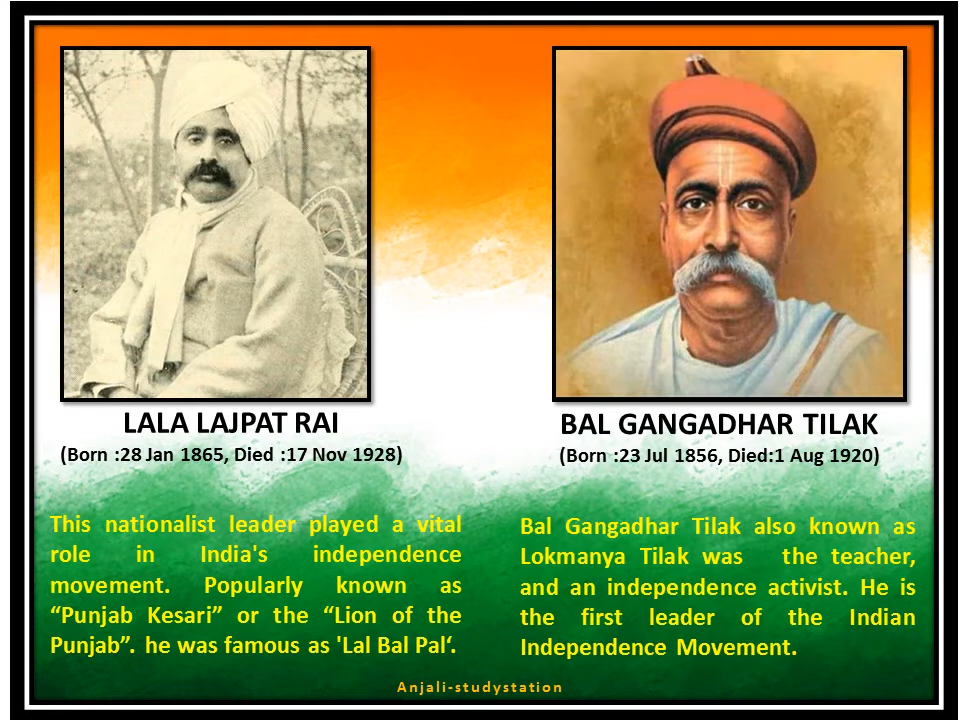 LALA LAJPAT RAI
(Born :28 Jan 1865, Died :17 Nov 1928)
This nationalist leader played a vital
role in India's independence
movement. Popularly known as
“Punjab Kesari” or the “Lion of the
Punjab”. he was famous as 'Lal Bal Pal‘.
BAL GANGADHAR TILAK
(Born :23 Jul 1856, Died:1 Aug 1920)
Bal Gangadhar Tilak also known as
Lokmanya Tilak was the teacher,
and an independence activist. He is
the first leader of the Indian
Independence Movement.
Anjali-studystation